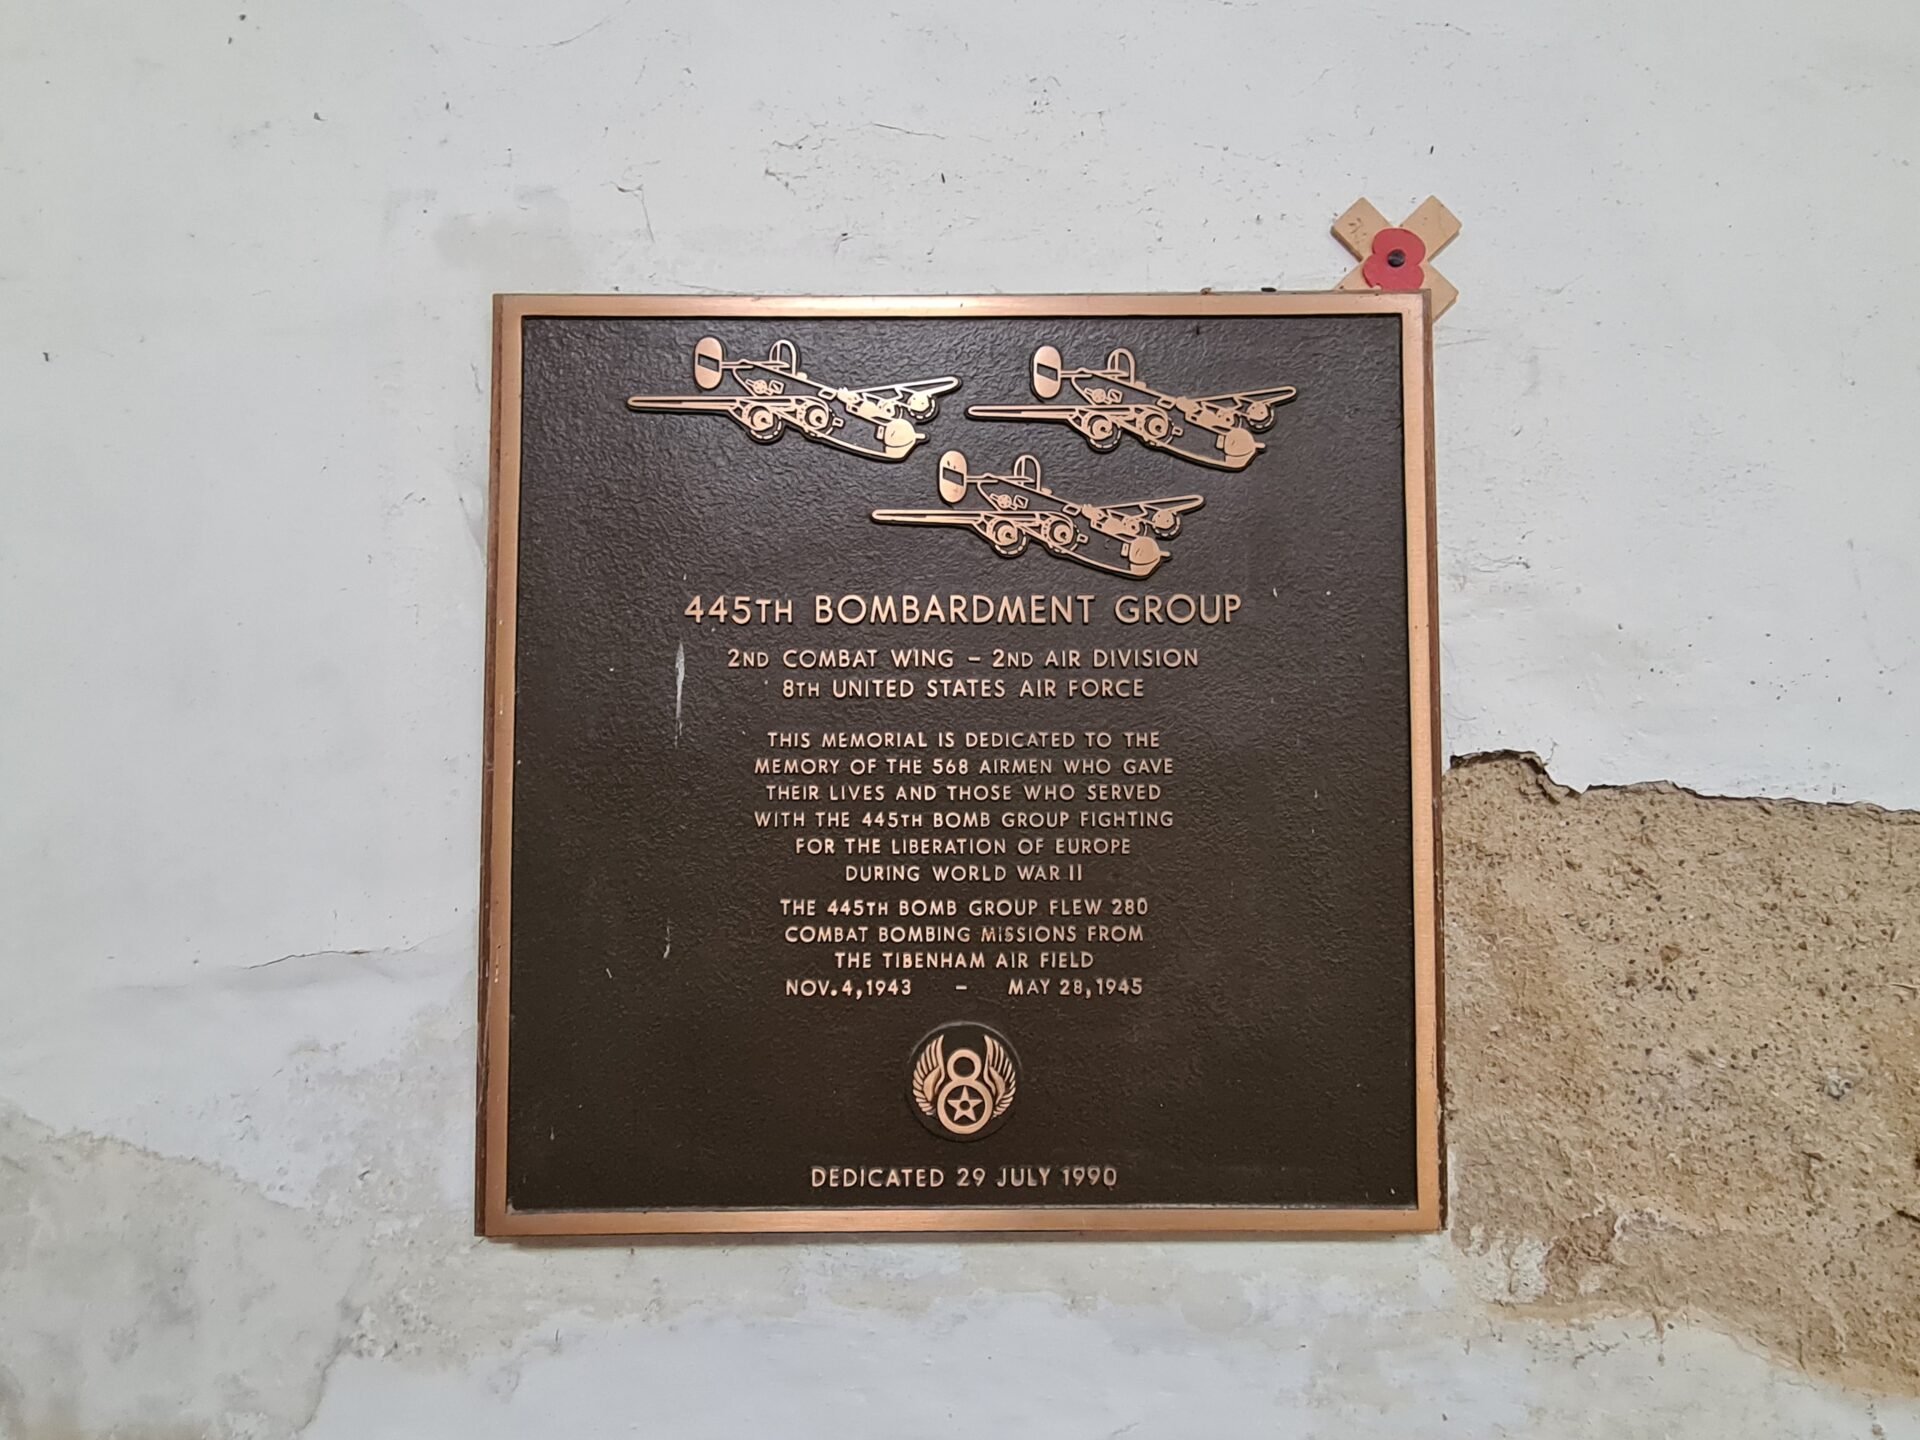 445TH BOMBARDMENT GROUP
2ND COMBAT WING – 2ND AIR DIVISION
8TH UNITED STATES AIR FORCE
THIS MEMORIAL IS DEDICATED TO THE
MEMORY OF THE 568 AIRMEN WHO GAVE
THEIR LIVES AND THOSE WHO SERVED
WITH THE 445TH BOMB GROUP FIGHTING
FOR THE LIBERATION OF EUROPE
DURING WORLD WAR II
THE 445TH BOMB GROUP FLEW 280
COMBAT BOMBING MISSIONS FROM
THE TIBENHAM AIR FIELD
NOV. 4, 1943 – MAY 28, 1945
8
DEDICATED 29 JULY 1990